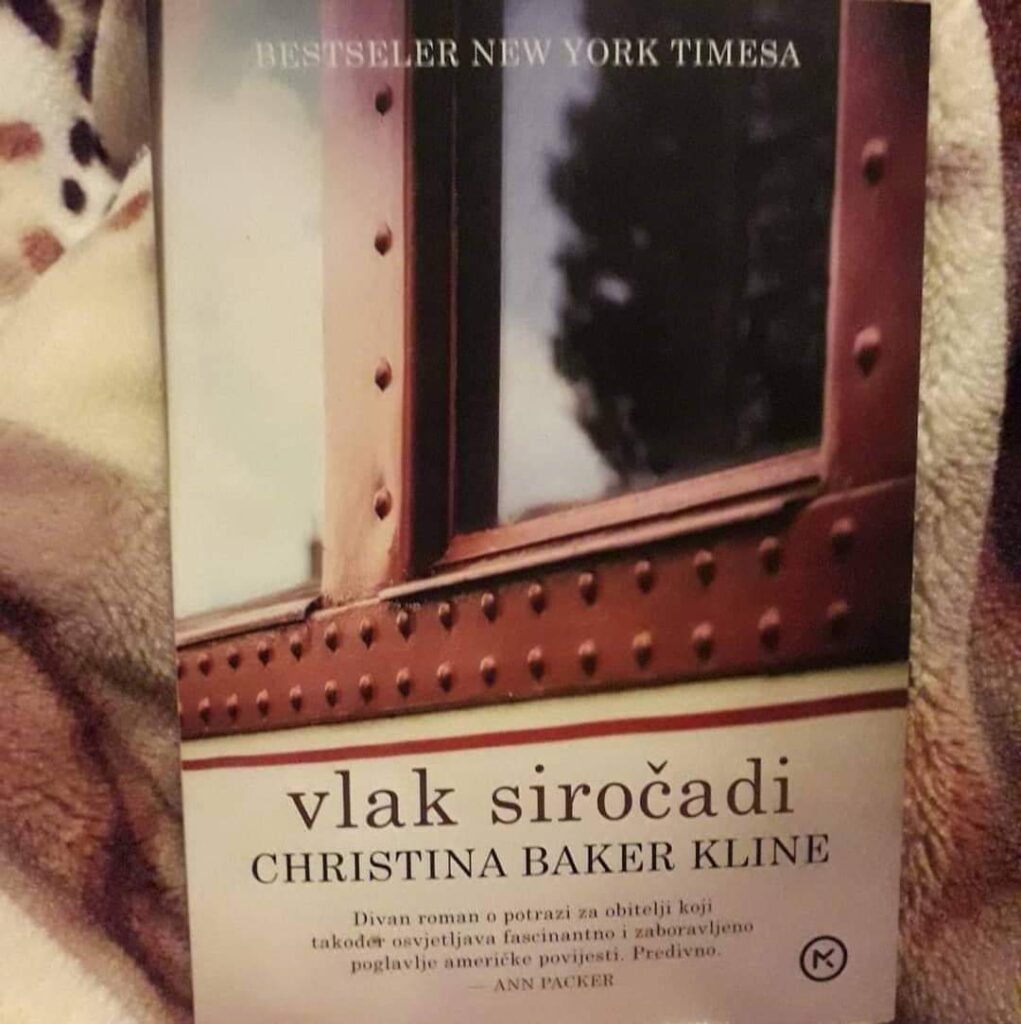 BESTSELER NEW YORK TIMESA
vlak siročadi
CHRISTINA BAKER KLINE
Divan roman o potrazi za obitelji koji
također osvjetljava fascinantno i zaboravljeno
poglavlje američke povijesti. Predivno.
— ANN PACKER